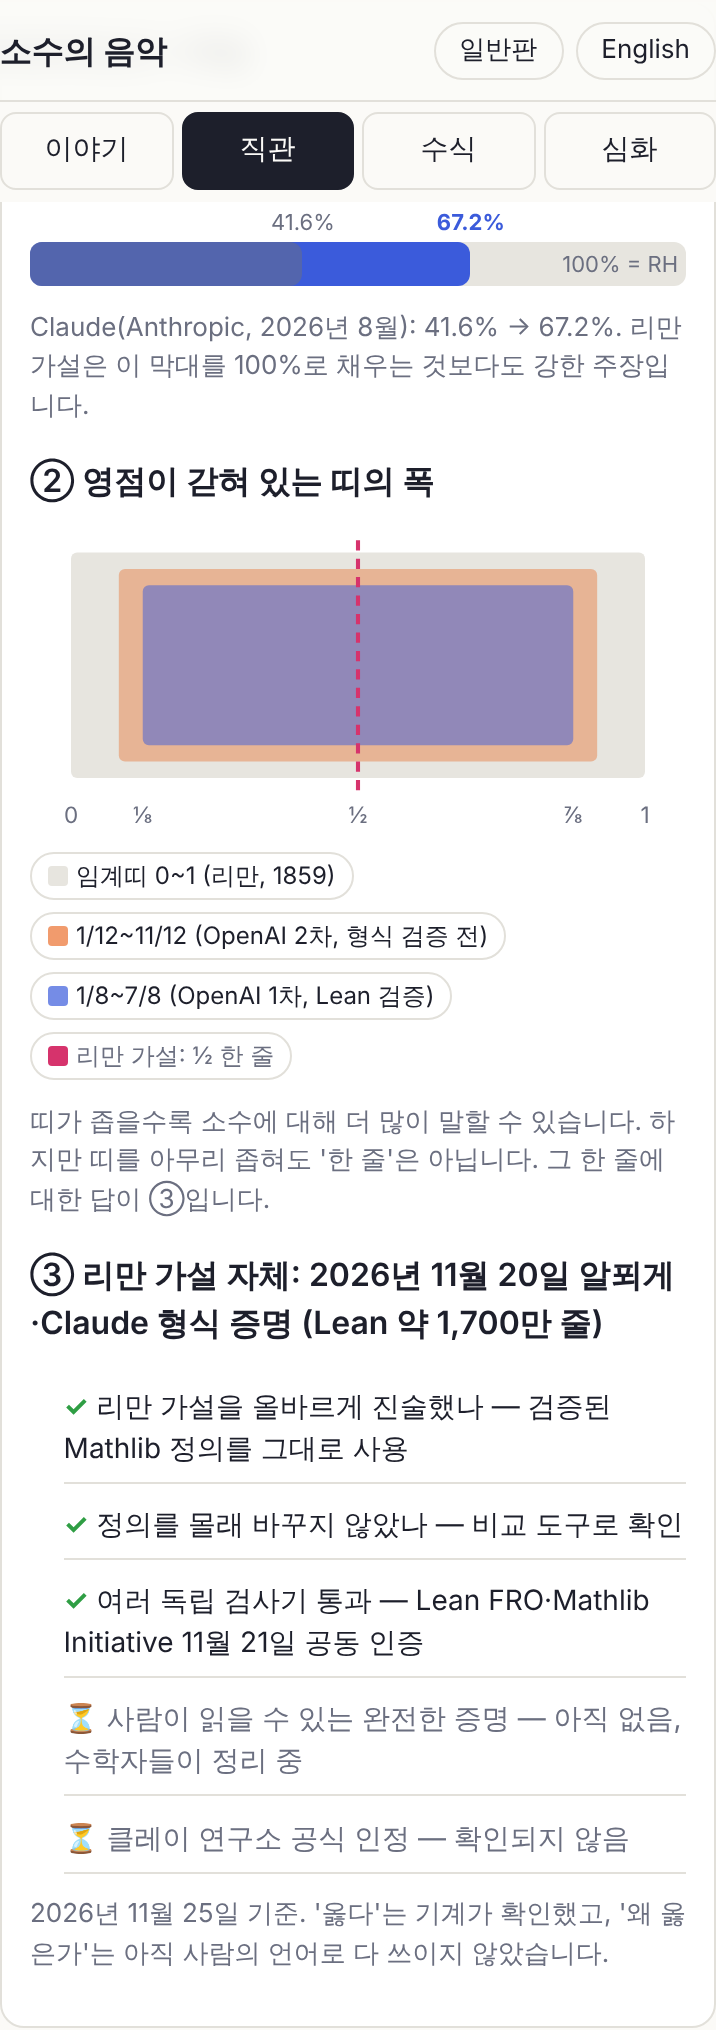 소수의 음악
일반판
English
이야기
직관
수식
심화
41.6%
67.2%
100% = RH
Claude(Anthropic, 2026년 8월): 41.6% → 67.2%. 리만
가설은 이 막대를 100%로 채우는 것보다도 강한 주장입
니다.
② 영점이 갇혀 있는 띠의 폭
0
⅛
½
⅞
1
임계띠 0~1 (리만, 1859)
1/12~11/12 (OpenAI 2차, 형식 검증 전)
1/8~7/8 (OpenAI 1차, Lean 검증)
리만 가설: ½ 한 줄
띠가 좁을수록 소수에 대해 더 많이 말할 수 있습니다. 하
지만 띠를 아무리 좁혀도 '한 줄'은 아닙니다. 그 한 줄에
대한 답이 ③입니다.
③ 리만 가설 자체: 2026년 11월 20일 알푀게
·Claude 형식 증명 (Lean 약 1,700만 줄)
✓ 리만 가설을 올바르게 진술했나 — 검증된
Mathlib 정의를 그대로 사용
✓ 정의를 몰래 바꾸지 않았나 — 비교 도구로 확인
✓ 여러 독립 검사기 통과 — Lean FRO·Mathlib
Initiative 11월 21일 공동 인증
⏳ 사람이 읽을 수 있는 완전한 증명 — 아직 없음,
수학자들이 정리 중
⏳ 클레이 연구소 공식 인정 — 확인되지 않음
2026년 11월 25일 기준. '옳다'는 기계가 확인했고, '왜 옳
은가'는 아직 사람의 언어로 다 쓰이지 않았습니다.